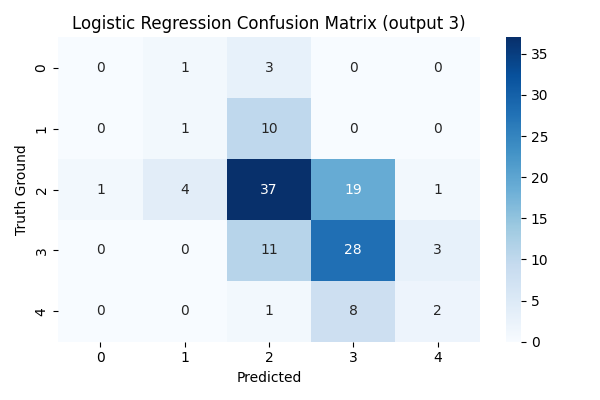 Logistic Regression Confusion Matrix (output 3)
Truth Ground
0 0 1 3 0 0
1 0 1 10 0 0
2 1 4 37 19 1
3 0 0 11 28 3
4 0 0 1 8 2
0 1 2 3 4
Predicted
35
30
25
20
15
10
5
0